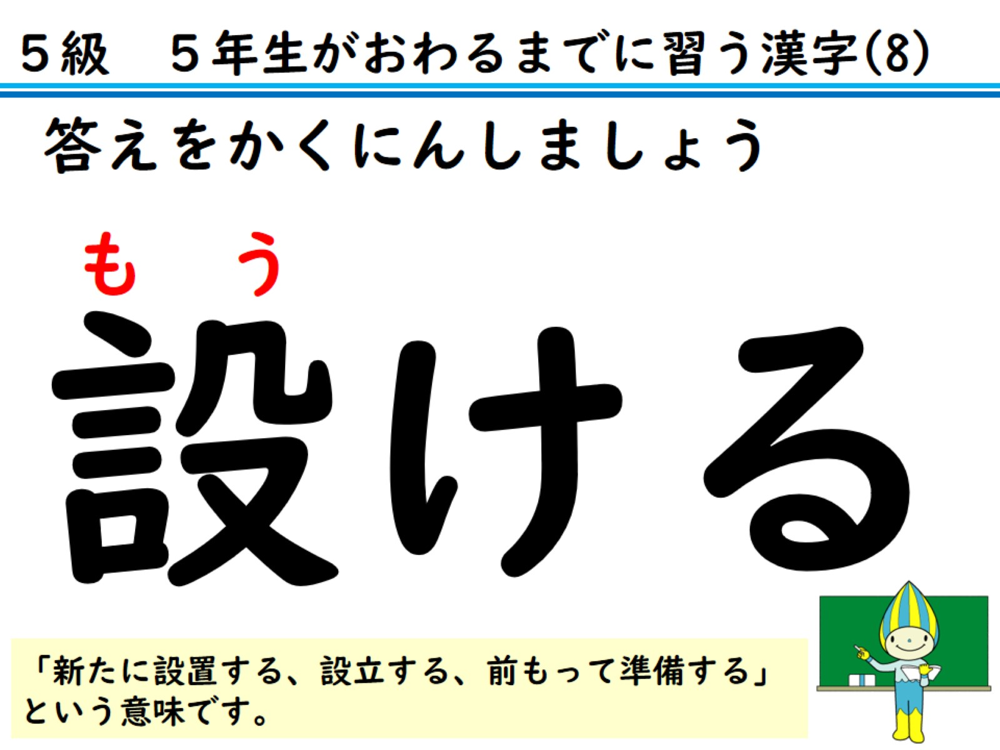 ５級　５年生がおわるまでに習う漢字(8)
答えをかくにんしましょう
もう
設ける
「新たに設置する、設立する、前もって準備する」
という意味です。